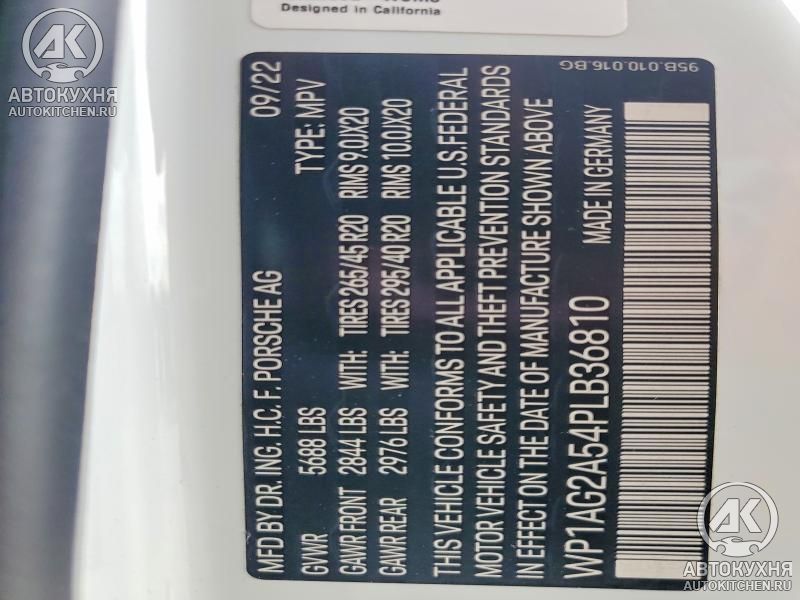 Designed in California
95B.010.016.BG
MFD BY DR. ING. H.C. F. PORSCHE AG 09/22
GVWR 5688 LBS TYPE: MPV
GAWR FRONT 2844 LBS WITH: TIRES 265/45 R20 RIMS 9.0JX20
GAWR REAR 2976 LBS WITH: TIRES 295/40 R20 RIMS 10.0JX20
THIS VEHICLE CONFORMS TO ALL APPLICABLE U.S. FEDERAL
MOTOR VEHICLE SAFETY AND THEFT PREVENTION STANDARDS
IN EFFECT ON THE DATE OF MANUFACTURE SHOWN ABOVE
WP1AG2A54PLB36810 MADE IN GERMANY
AK
АВТОКУХНЯ
AUTOKITCHEN.RU
AK
АВТОКУХНЯ
AUTOKITCHEN.RU